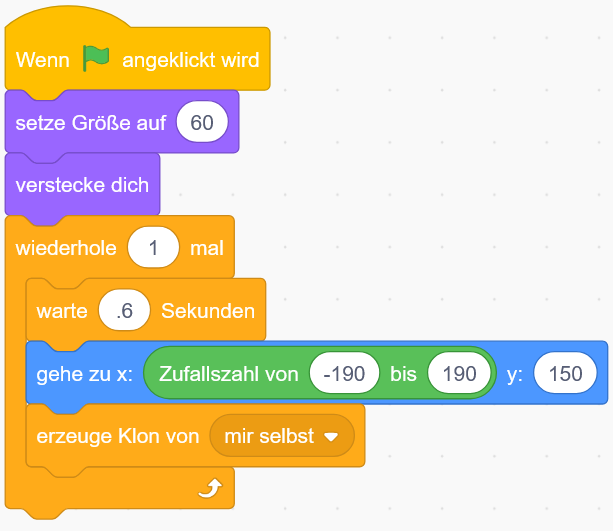 Wenn angeklickt wird
setze Größe auf 60
verstecke dich
wiederhole 1 mal
warte .6 Sekunden
gehe zu x: Zufallszahl von -190 bis 190 y: 150
erzeuge Klon von mir selbst